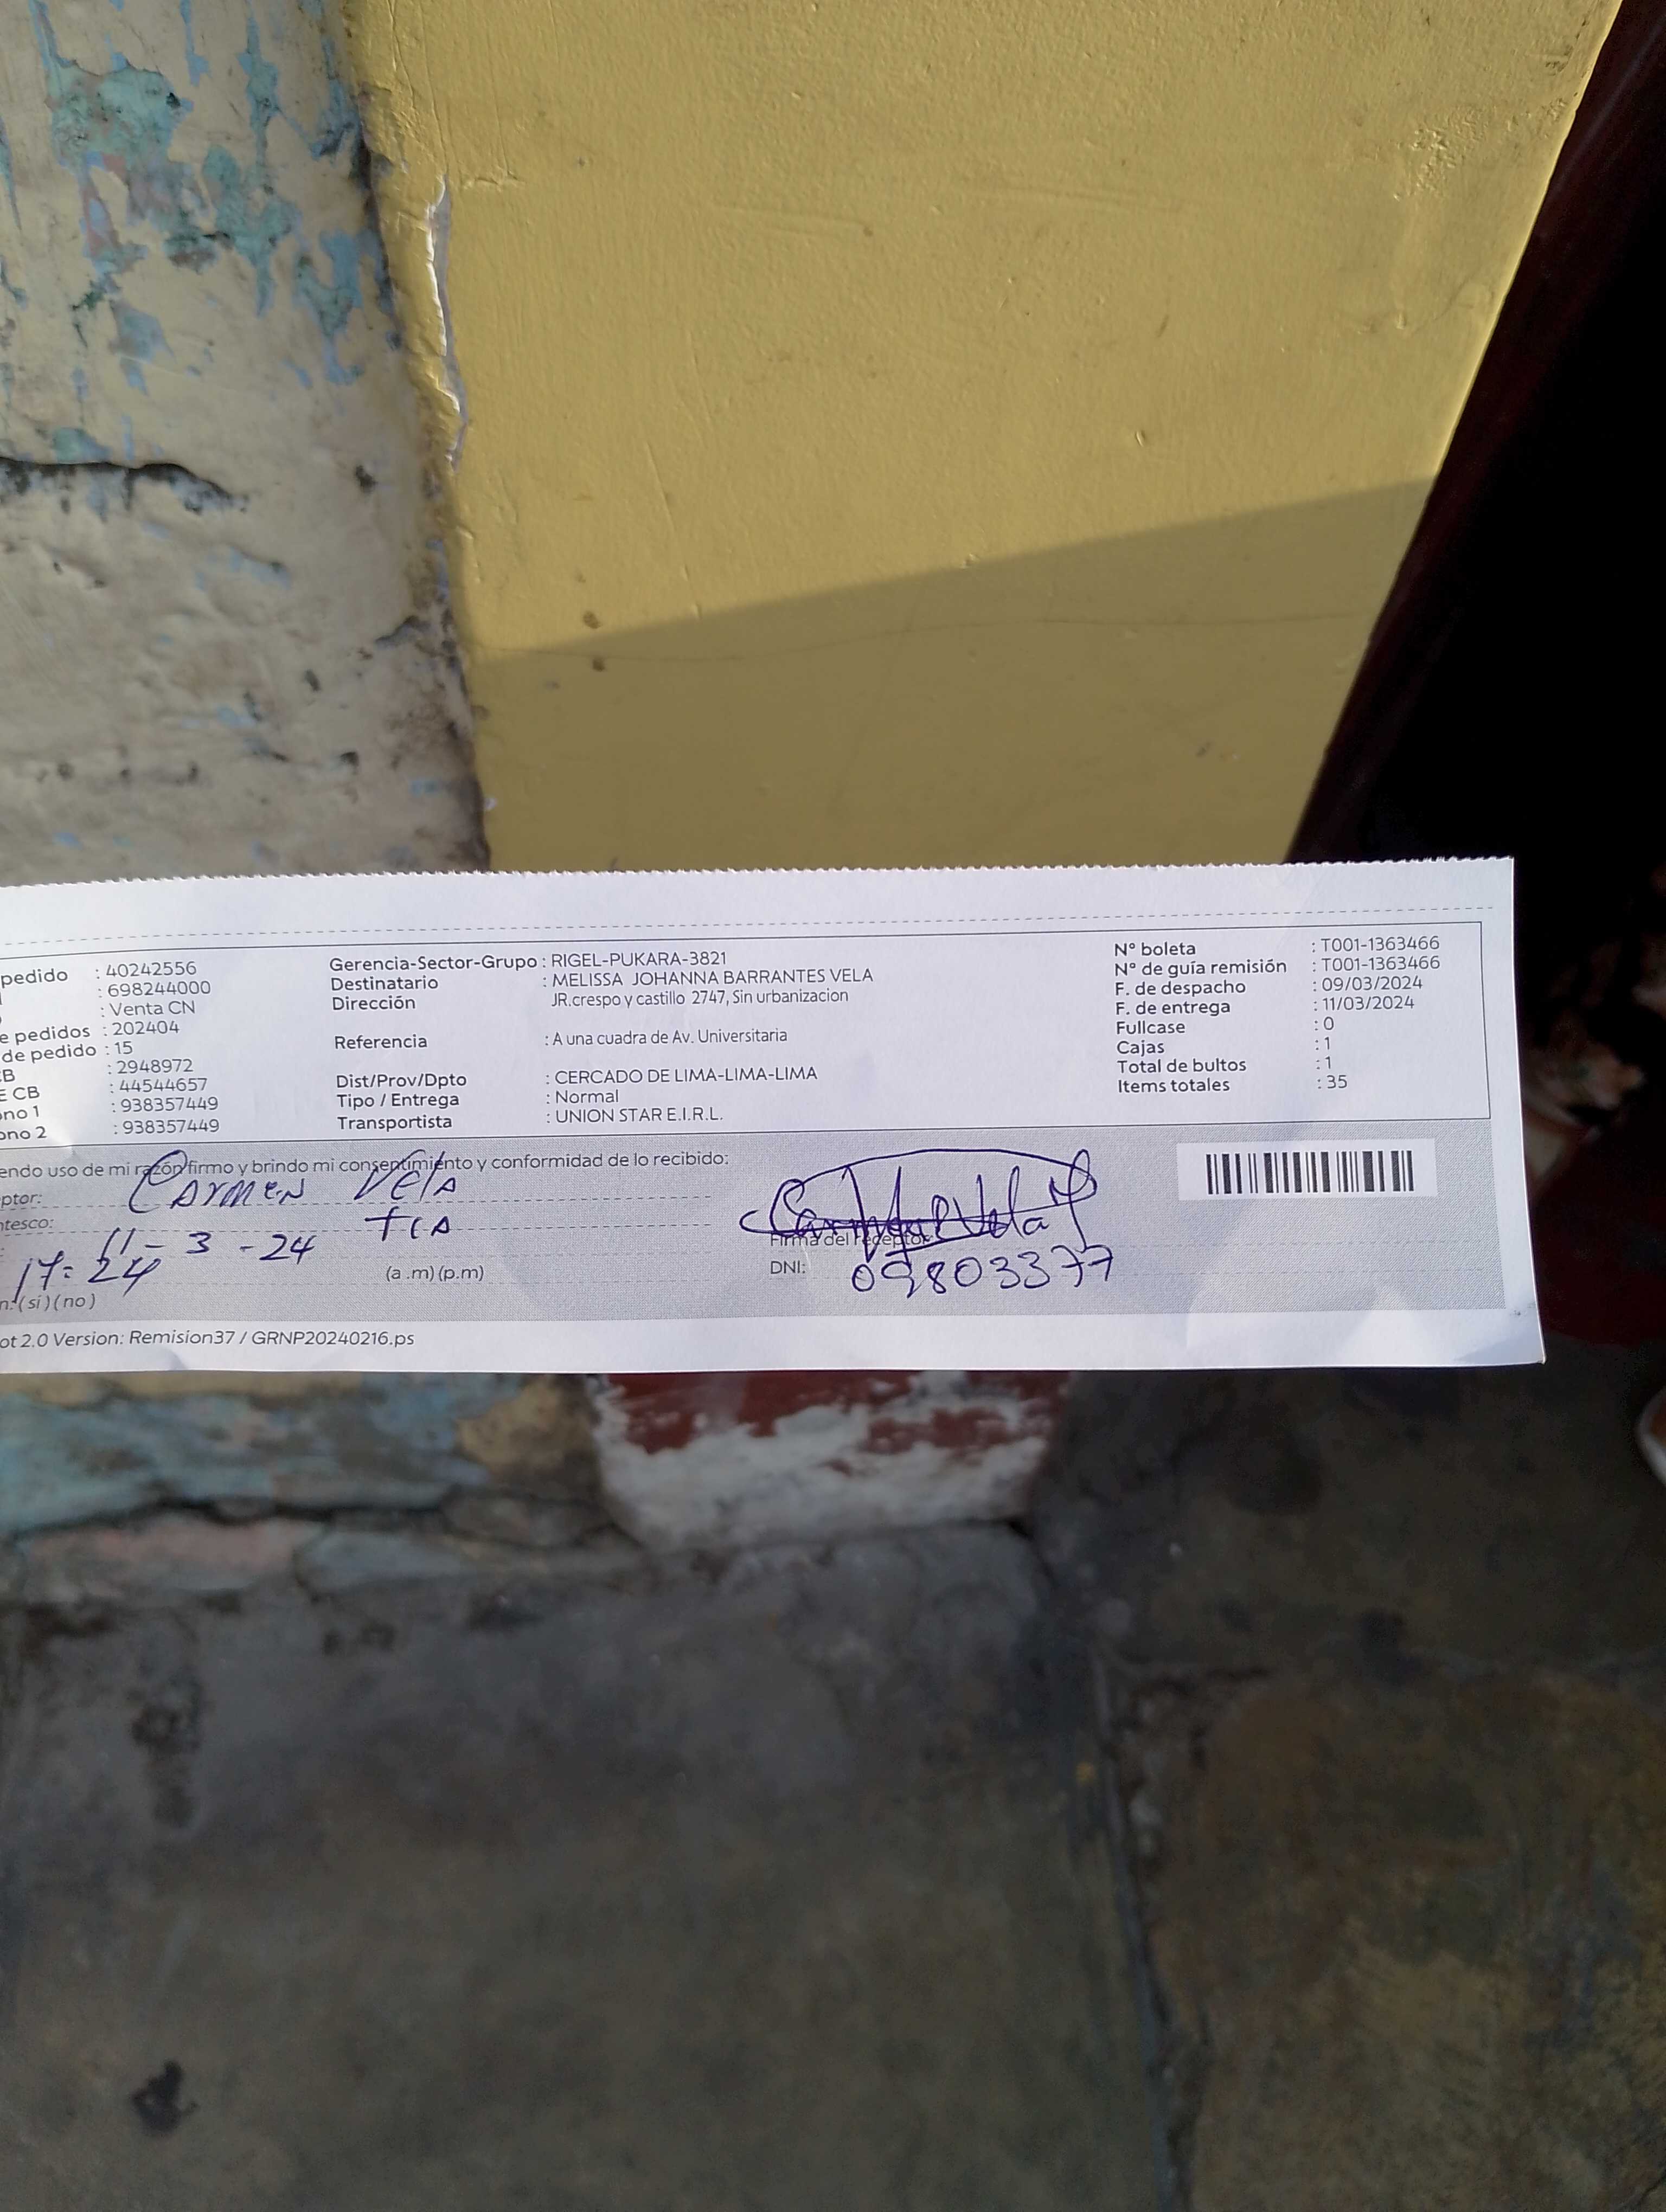 pedido : 40242556
: 698244000
: Venta CN
e pedidos : 202404
de pedido : 15
CB : 2948972
E CB : 44544657
ono 1 : 938357449
ono 2 : 938357449
Gerencia-Sector-Grupo : RIGEL-PUKARA-3821
Destinatario : MELISSA JOHANNA BARRANTES VELA
Dirección JR.crespo y castillo 2747, Sin urbanizacion
Referencia : A una cuadra de Av. Universitaria
Dist/Prov/Dpto : CERCADO DE LIMA-LIMA-LIMA
Tipo / Entrega : Normal
Transportista : UNION STAR E.I.R.L.
N° boleta : T001-1363466
N° de guía remisión : T001-1363466
F. de despacho : 09/03/2024
F. de entrega : 11/03/2024
Fullcase : 0
Cajas : 1
Total de bultos : 1
Items totales : 35
endo uso de mi razón firmo y brindo mi consentimiento y conformidad de lo recibido:
ptor: Carmen Vela
ntesco: tia
11-3-24
17:24 (a.m) (p.m)
n: (si) (no)
Carmen Vela
Firma del receptor:
DNI: 09803377
ot 2.0 Version: Remision37 / GRNP20240216.ps